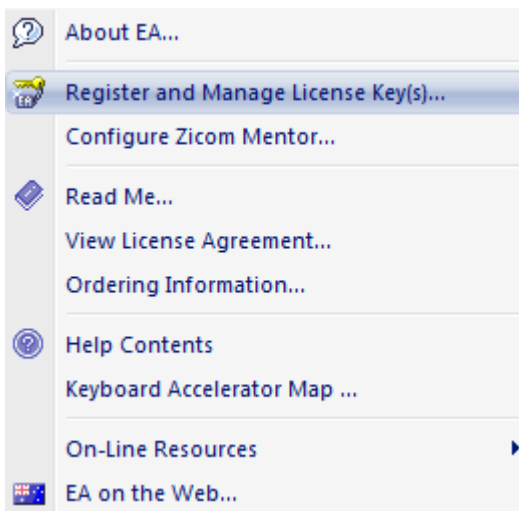 About EA...
Register and Manage License Key(s)...
Configure Zicom Mentor...
Read Me...
View License Agreement...
Ordering Information...
Help Contents
Keyboard Accelerator Map ...
On-Line Resources
EA on the Web...